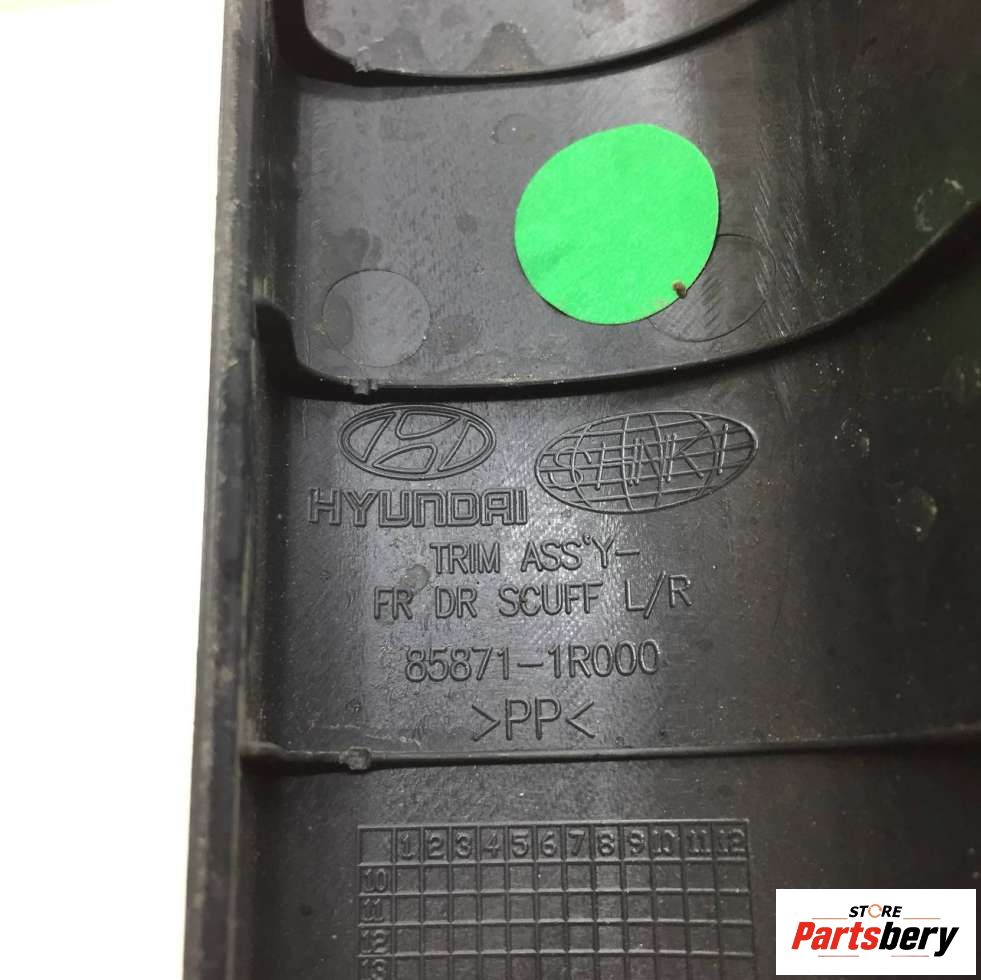 HYUNDAI
TRIM ASS'Y-
FR DR SCUFF L/R
85871-1R000
>PP<
1 2 3 4 5 6 7 8 9 10 11 12
10
11
12
13
STORE
Partsbery